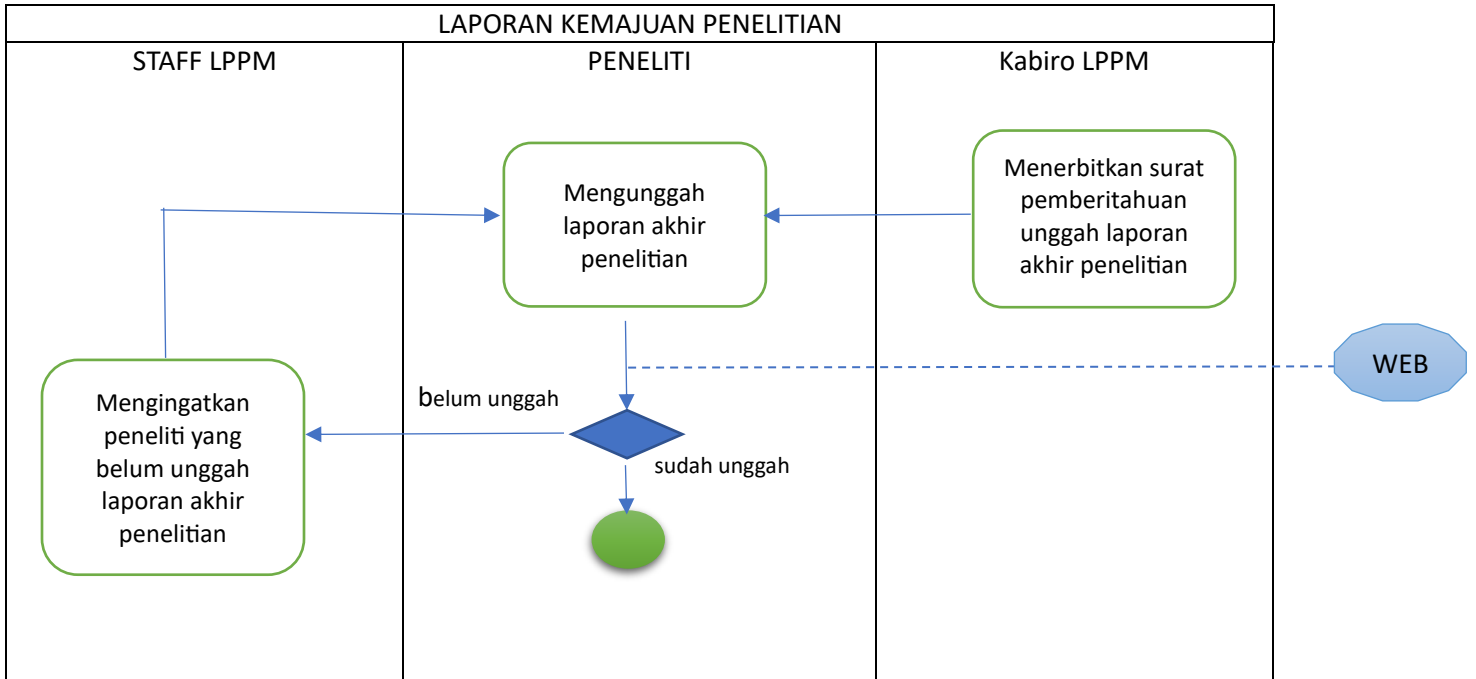 LAPORAN KEMAJUAN PENELITIAN
STAFF LPPM
PENELITI
Kabiro LPPM
Mengunggah
laporan akhir
penelitian
Menerbitkan surat
pemberitahuan
unggah laporan
akhir penelitian
WEB
belum unggah
Mengingatkan
peneliti yang
belum unggah
laporan akhir
penelitian
sudah unggah